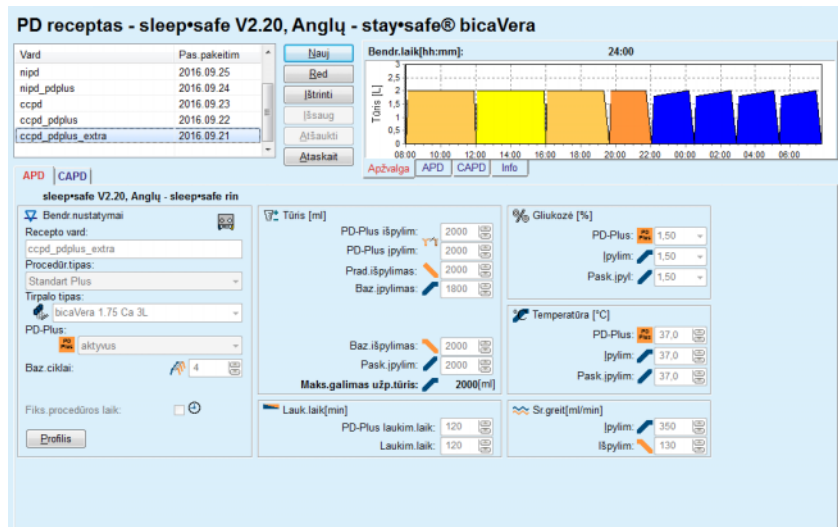 PD receptas - sleep•safe V2.20, Anglų - stay•safe® bicaVera
Vard Pas.pakeitim
nipd 2016.09.25
nipd_pdplus 2016.09.24
ccpd 2016.09.23
ccpd_pdplus 2016.09.22
ccpd_pdplus_extra 2016.09.21
Nauj
Red
Ištrinti
Išsaug
Atšaukti
Ataskait
Bendr.laik[hh:mm]: 24:00
Tūris [L]
3
2,5
2
1,5
1
0,5
0
08:00 10:00 12:00 14:00 16:00 18:00 20:00 22:00 00:00 02:00 04:00 06:00
Apžvalga APD CAPD Info
APD CAPD
sleep•safe V2.20, Anglų - sleep•safe rin
Bendr.nustatymai
Recepto vard:
ccpd_pdplus_extra
Procedūr.tipas:
Standart Plus
Tirpalo tipas:
bicaVera 1.75 Ca 3L
PD-Plus:
PD Plus aktyvus
Baz.ciklai: 4
Fiks.procedūros laik:
Profilis
Tūris [ml]
PD-Plus išpylim: 2000
PD-Plus įpylim: 2000
Prad.išpylimas: 2000
Baz.įpylimas: 1800
Baz.išpylimas: 2000
Pask.įpylim: 2000
Maks.galimas užp.tūris: 2000[ml]
Lauk.laik[min]
PD-Plus laukim.laik: 120
Laukim.laik: 120
Gliukozė [%]
PD-Plus: PD Plus 1,50
Įpylim: 1,50
Pask.įpyl: 1,50
Temperatūra [°C]
PD-Plus: PD Plus 37,0
Įpylim: 37,0
Pask.įpylim: 37,0
Sr.greit[ml/min]
Įpylim: 350
Išpylim: 130